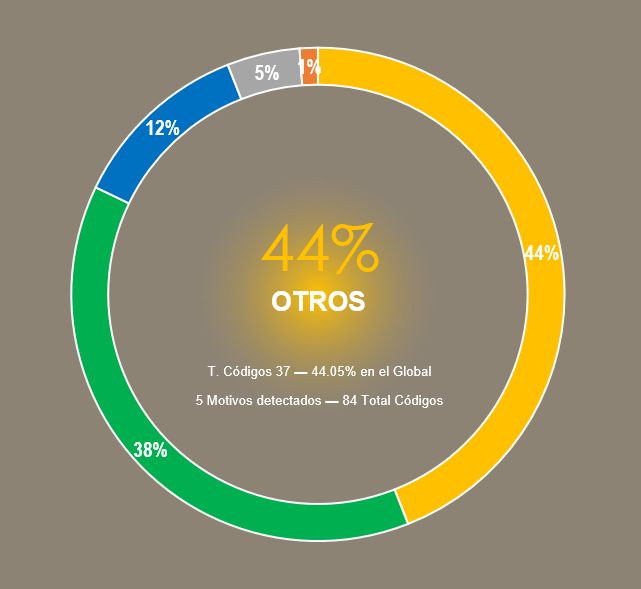 5%
1%
12%
44%
44%
OTROS
T. Códigos 37 — 44.05% en el Global
5 Motivos detectados — 84 Total Códigos
38%